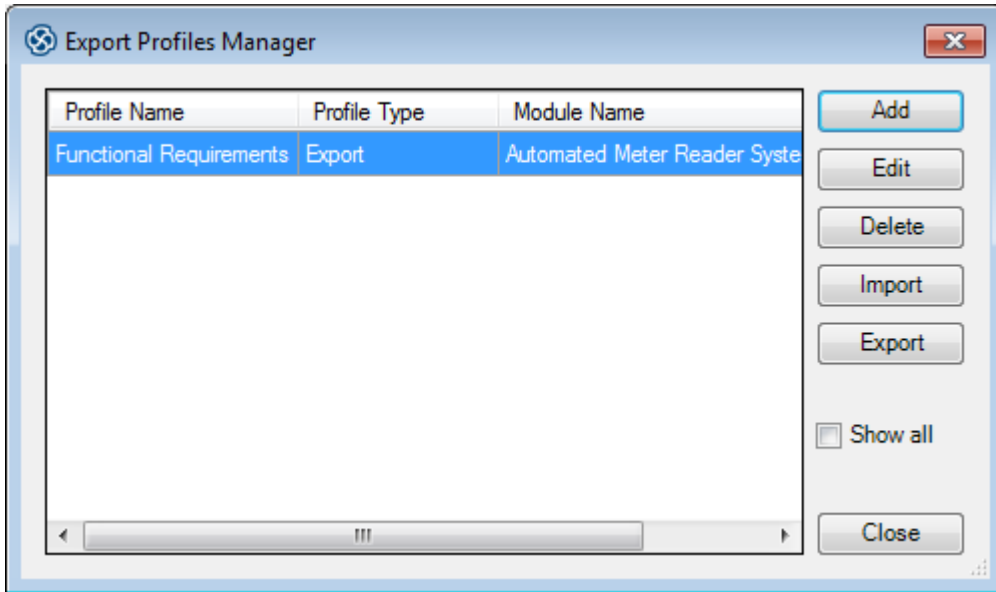 Export Profiles Manager
Profile Name Profile Type Module Name
Functional Requirements Export Automated Meter Reader Syste
Add
Edit
Delete
Import
Export
Show all
Close